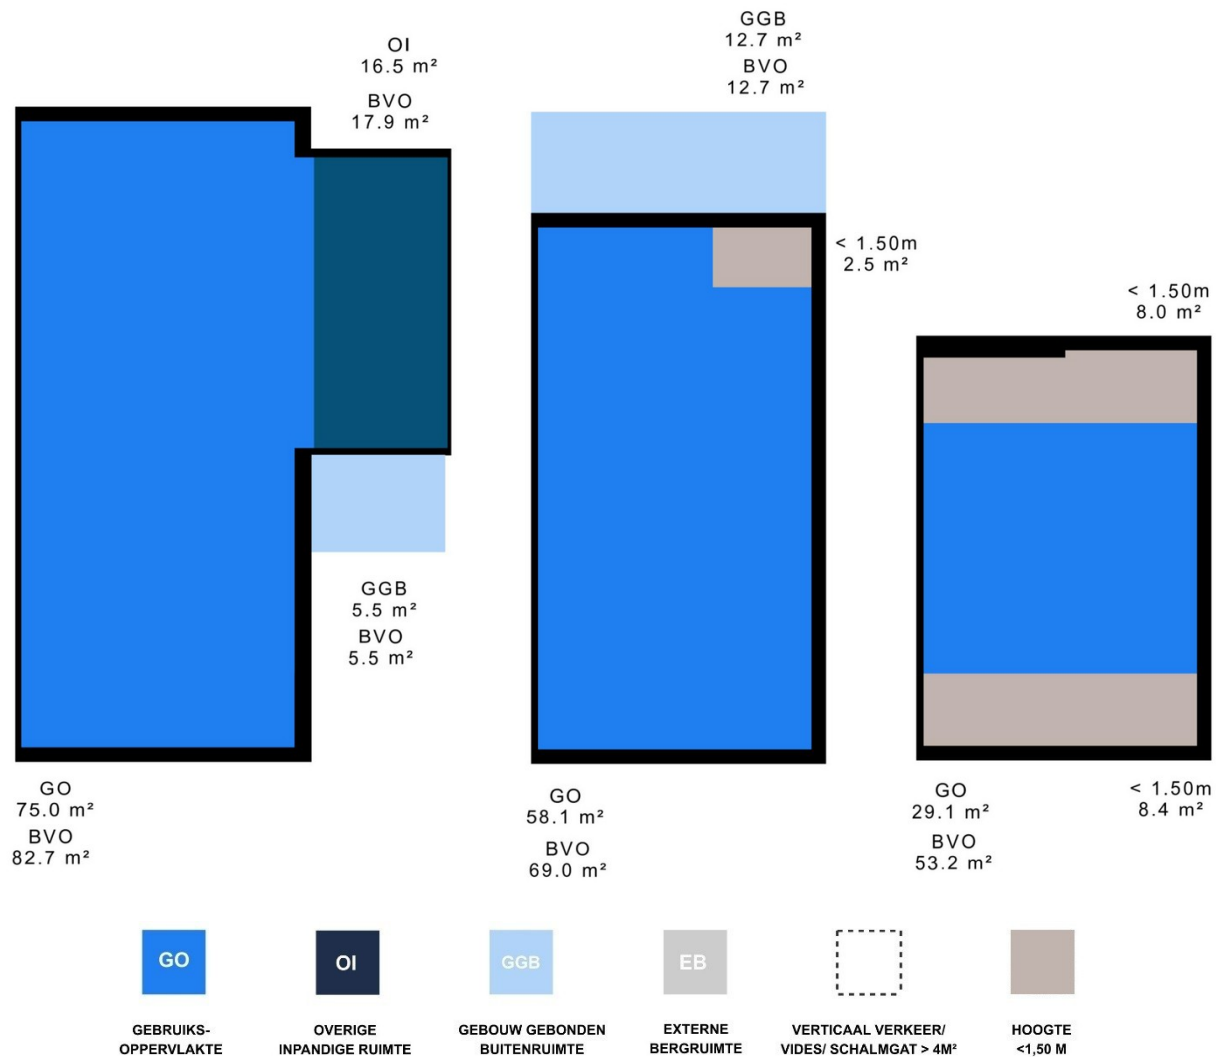 OI
16.5 m²
BVO
17.9 m²
GGB
5.5 m²
BVO
5.5 m²
GO
75.0 m²
BVO
82.7 m²
GGB
12.7 m²
BVO
12.7 m²
< 1.50m
2.5 m²
GO
58.1 m²
BVO
69.0 m²
< 1.50m
8.0 m²
GO
29.1 m²
BVO
53.2 m²
< 1.50m
8.4 m²
GO
OI
GGB
EB
GEBRUIKS-
OPPERVLAKTE
OVERIGE
INPANDIGE RUIMTE
GEBOUW GEBONDEN
BUITENRUIMTE
EXTERNE
BERGRUIMTE
VERTICAAL VERKEER/
VIDES/ SCHALMGAT > 4M²
HOOGTE
<1,50 M